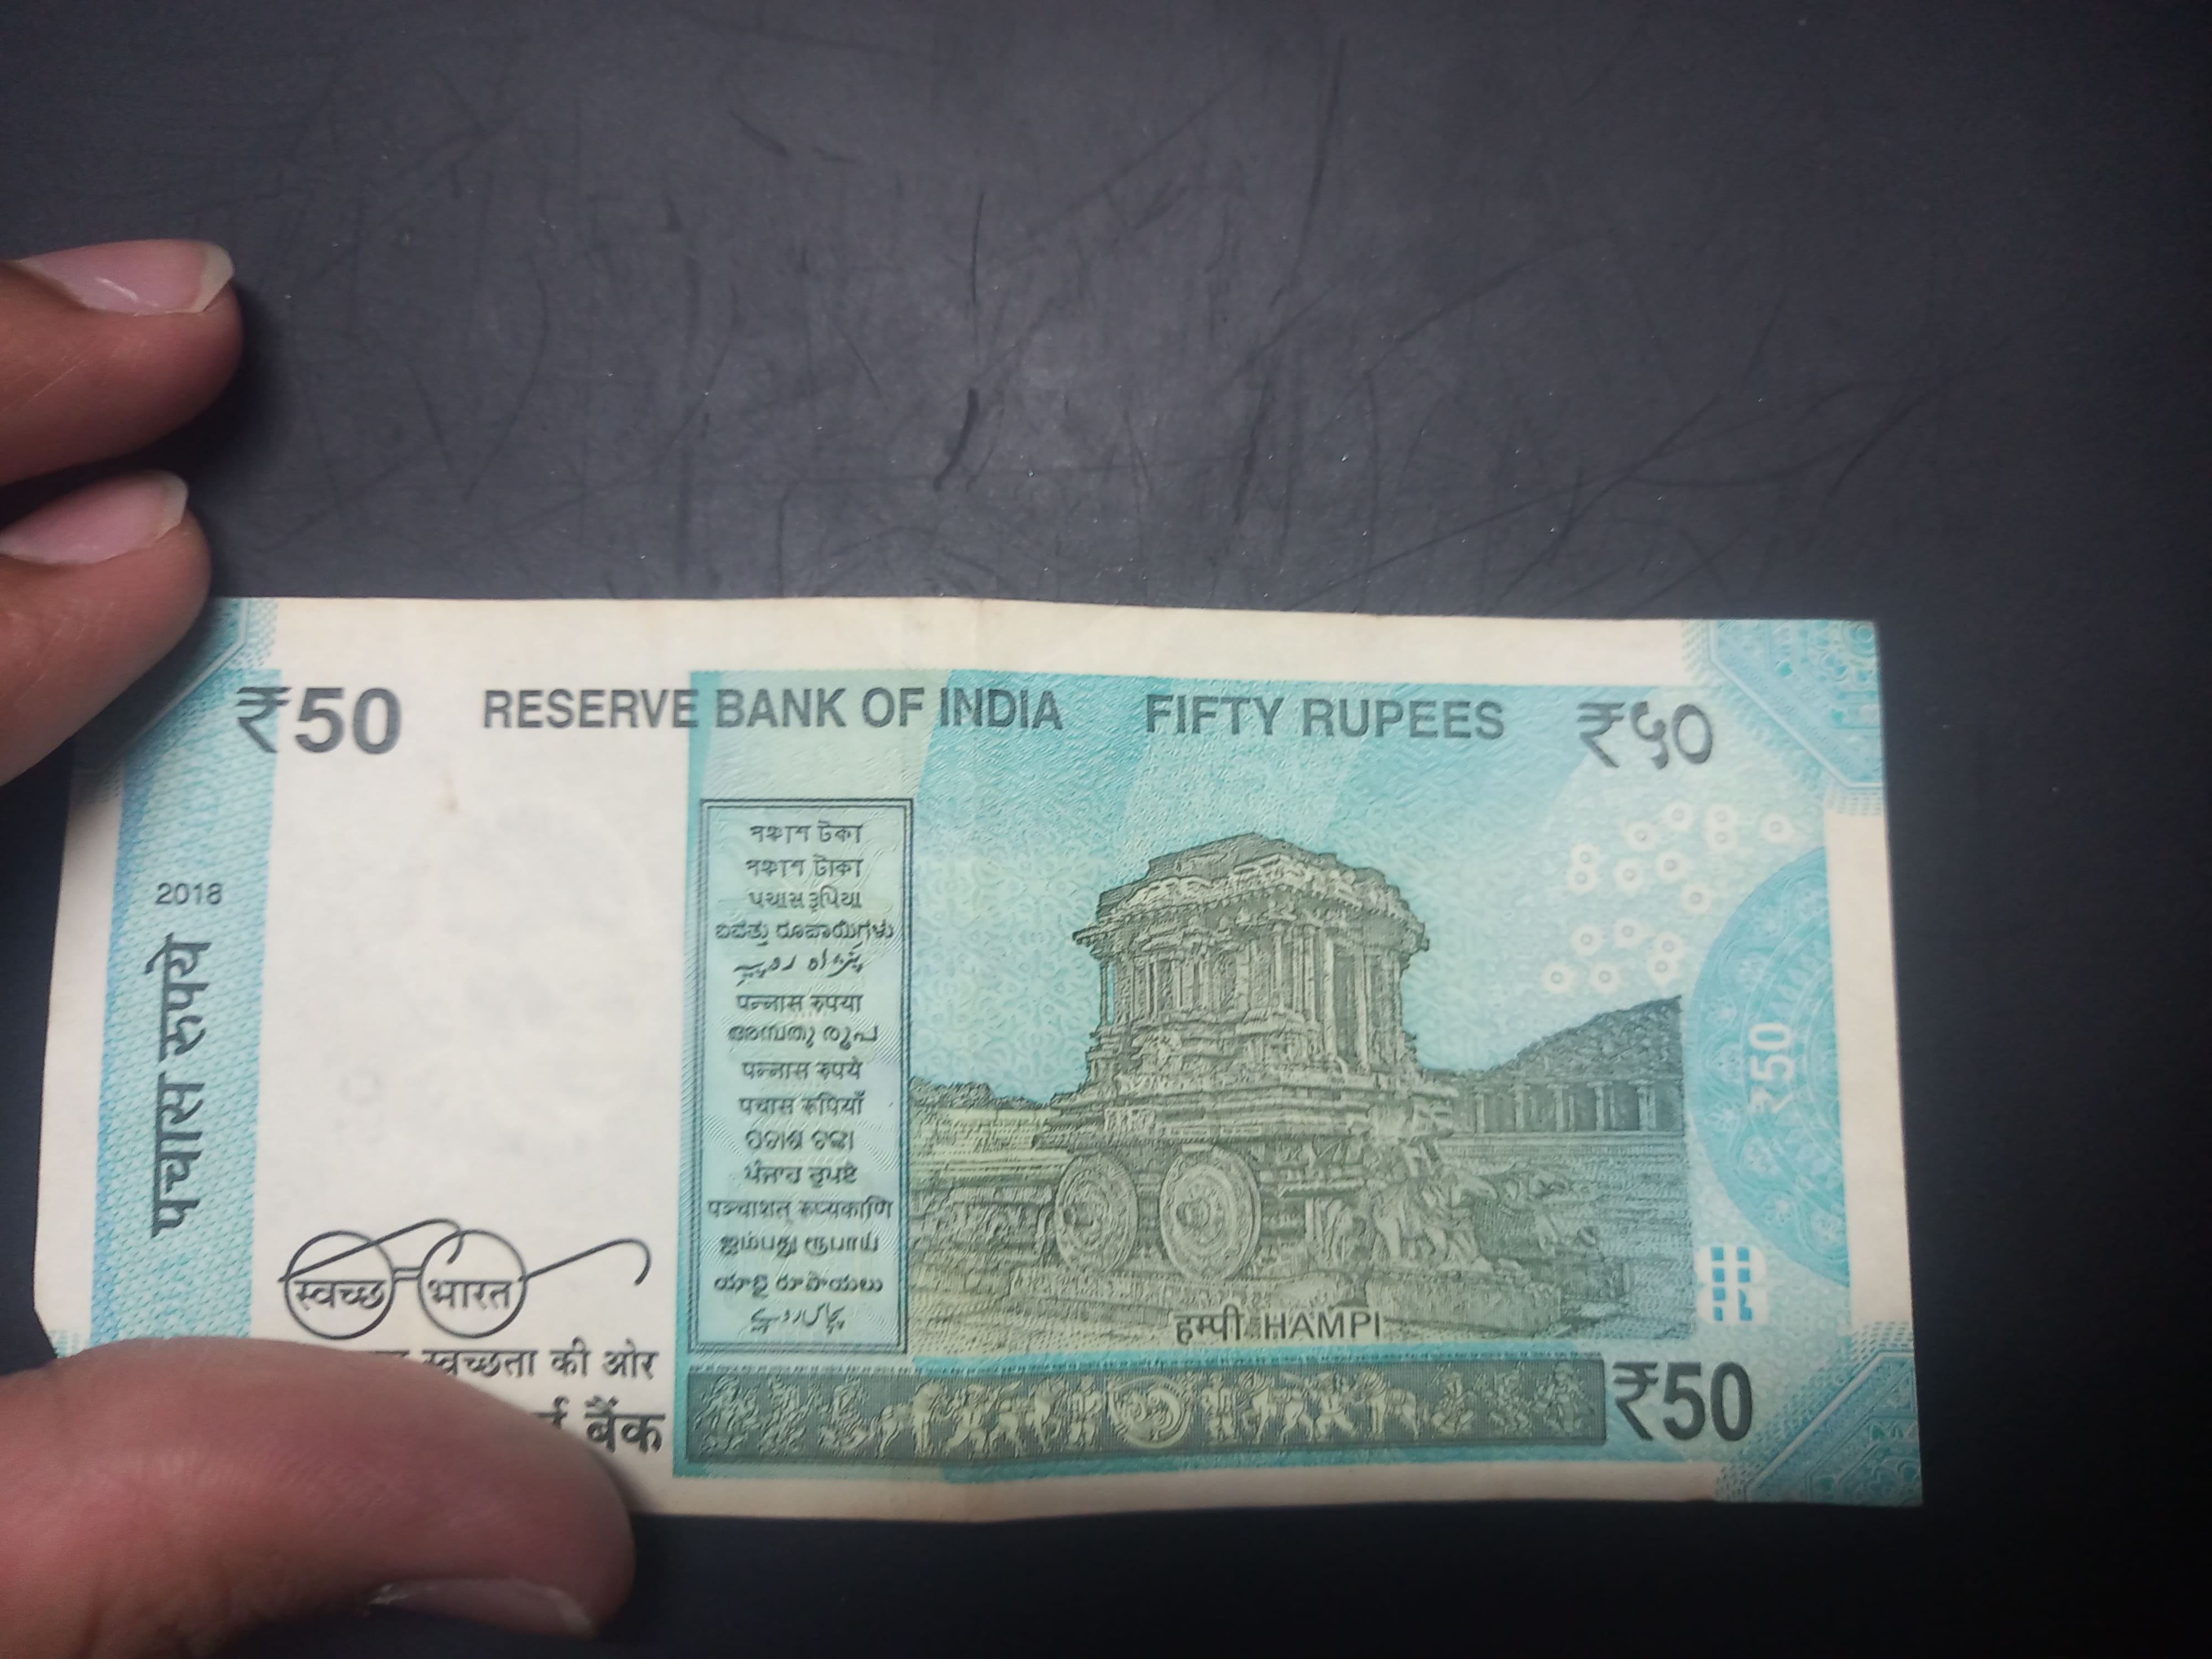 ₹50 RESERVE BANK OF INDIA FIFTY RUPEES ₹५०
2018
पचास रुपये
পঞ্চাশ টকা
পঞ্চাশ টাকা
પચાસ રૂપિયા
ಐವತ್ತು ರೂಪಾಯಿಗಳು
पन्नास रुपया
പന്നാസ
पन्नास रुपये
पचास रूपियाँ
ପଚାଶ ଟଙ୍କା
ਪੰਜਾਹ ਰੁਪਏ
पञ्चाशत् रूप्यकाणि
ஐம்பது ரூபாய்
యాభై రూపాయలు
₹50
स्वच्छ भारत
स्वच्छता की ओर
बैंक
हम्पी HAMPI
₹50